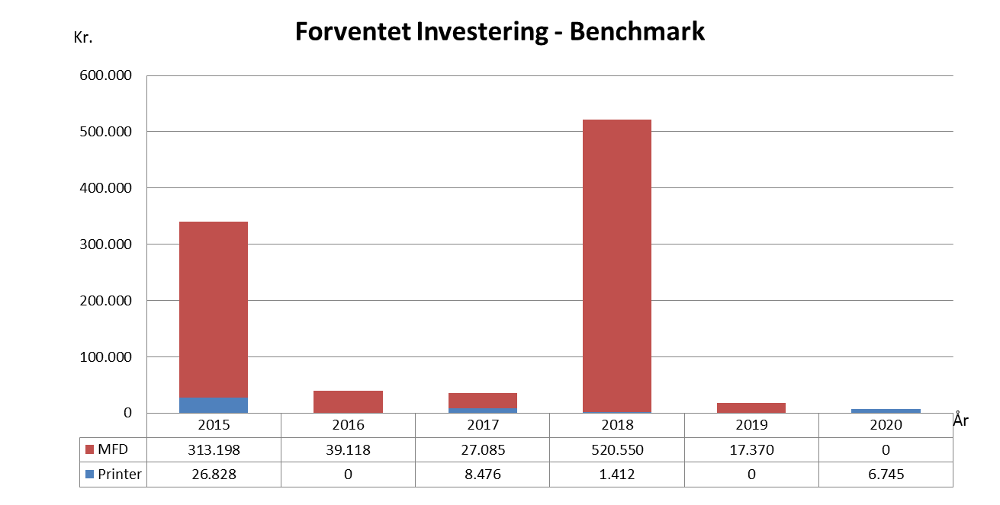 Forventet Investering - Benchmark
Kr.
600.000
500.000
400.000
300.000
200.000
100.000
0
2015 2016 2017 2018 2019 2020 År
MFD 313.198 39.118 27.085 520.550 17.370 0
Printer 26.828 0 8.476 1.412 0 6.745